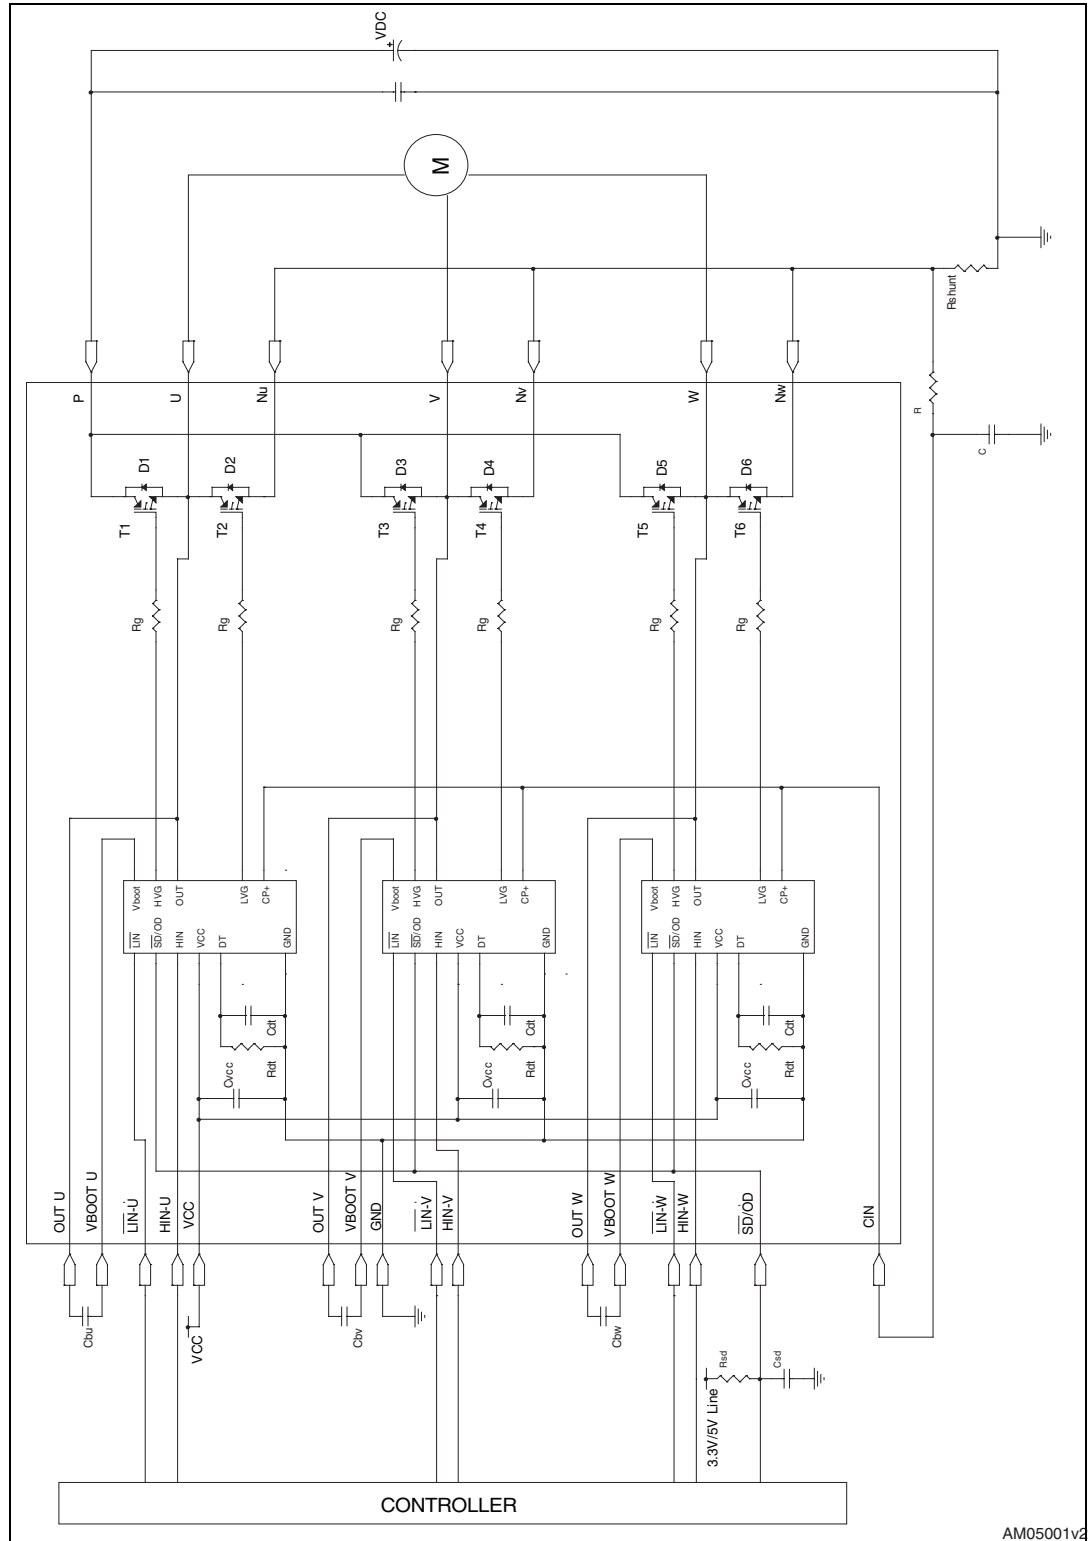 VDC
M
Rshunt
P
U
Nu
V
Nv
W
Nw
R
C
D1
D2
D3
D4
D5
D6
T1
T2
T3
T4
T5
T6
Rg
Rg
Rg
Rg
Rg
Rg
Vboot
HVG
OUT
LVG
CP+
LIN
SD/OD
HIN
VCC
DT
GND
Vboot
HVG
OUT
LVG
CP+
LIN
SD/OD
HIN
VCC
DT
GND
Vboot
HVG
OUT
LVG
CP+
LIN
SD/OD
HIN
VCC
DT
GND
Cdt
Rdt
Cvcc
Cdt
Rdt
Cvcc
Cdt
Rdt
Cvcc
OUT U
VBOOT U
LIN-U
HIN-U
VCC
OUT V
VBOOT V
GND
LIN-V
HIN-V
OUT W
VBOOT W
LIN-W
HIN-W
SD/OD
CIN
Cbu
VCC
Cbv
Cbw
Rsd
Csd
3.3V/5V Line
CONTROLLER
AM05001v2